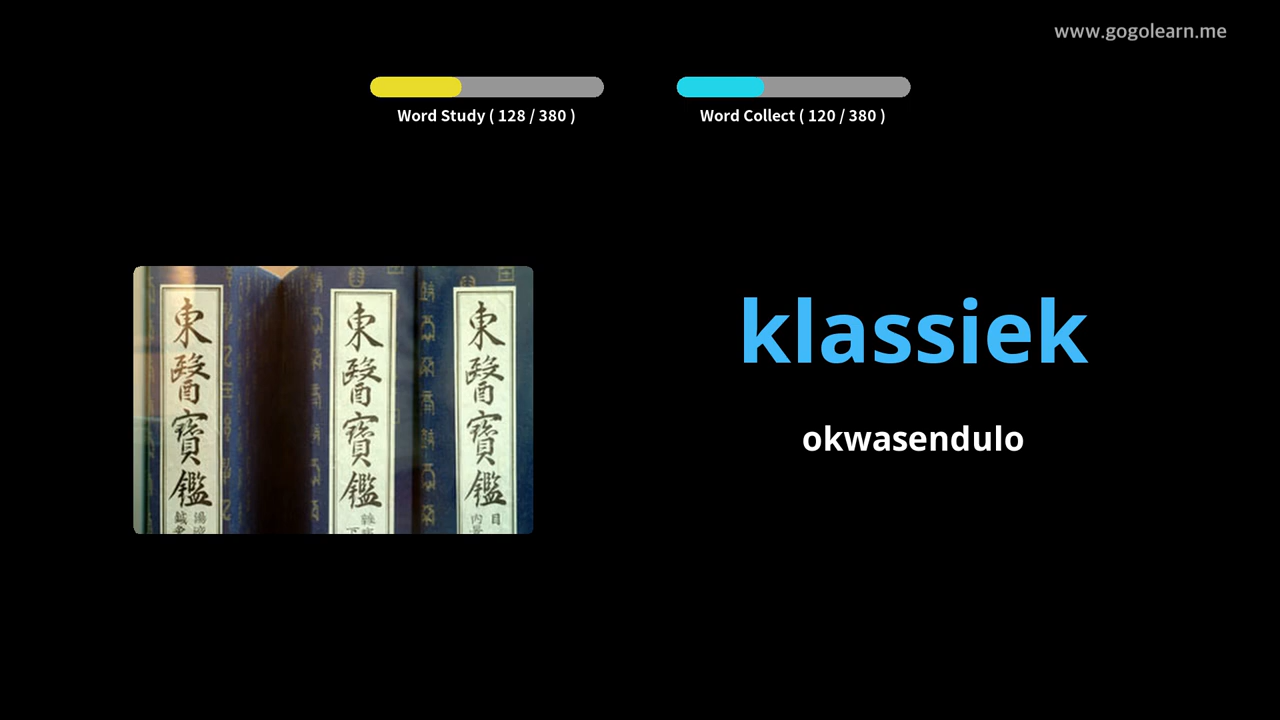 www.gogolearn.me
Word Study ( 128 / 380 )
Word Collect ( 120 / 380 )
東醫寶鑑
東醫寶鑑
東醫寶鑑
klassiek
okwasendulo